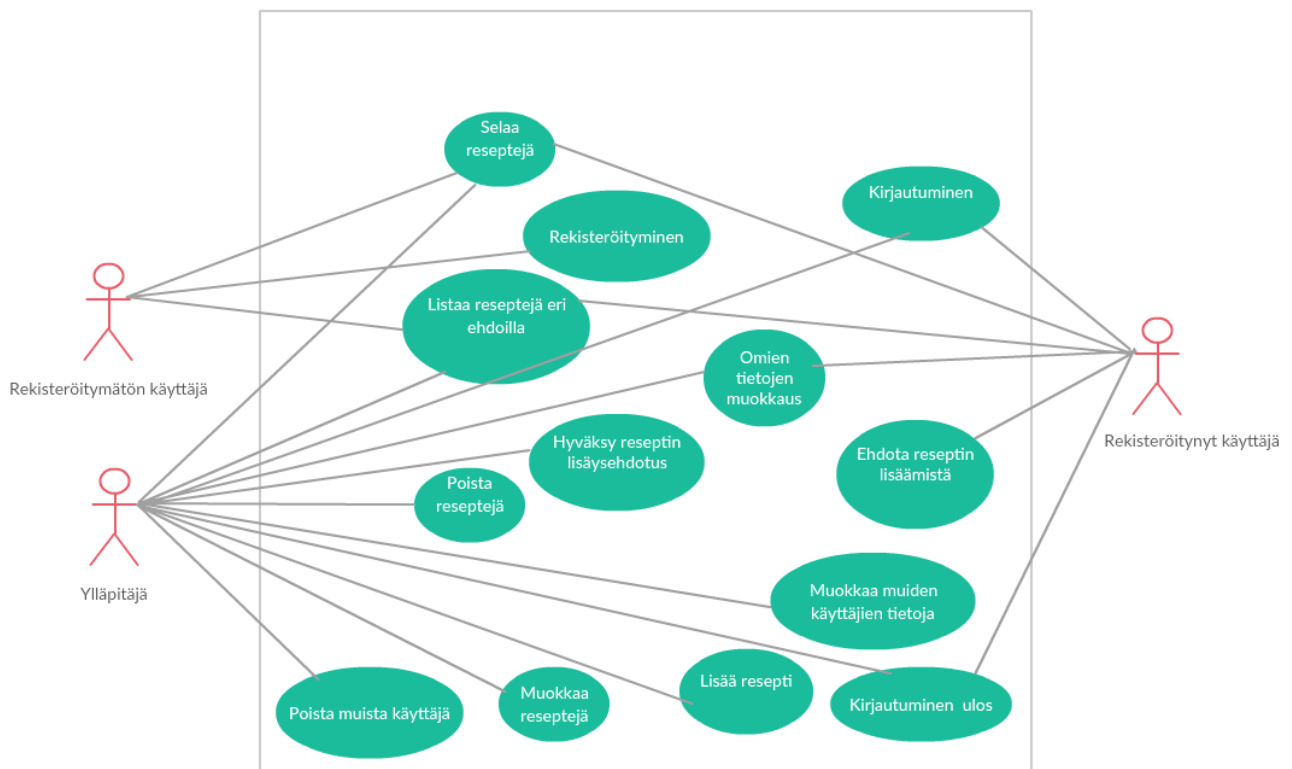 Selaa
reseptejä
Kirjautuminen
Rekisteröityminen
Listaa reseptejä eri
ehdoilla
Omien
tietojen
muokkaus
Rekisteröitymätön käyttäjä
Rekisteröitynyt käyttäjä
Hyväksy reseptin
lisäysehdotus
Ehdota reseptin
lisäämistä
Poista
reseptejä
Ylläpitäjä
Muokkaa muiden
käyttäjien tietoja
Lisää resepti
Poista muista käyttäjä
Muokkaa
reseptejä
Kirjautuminen ulos